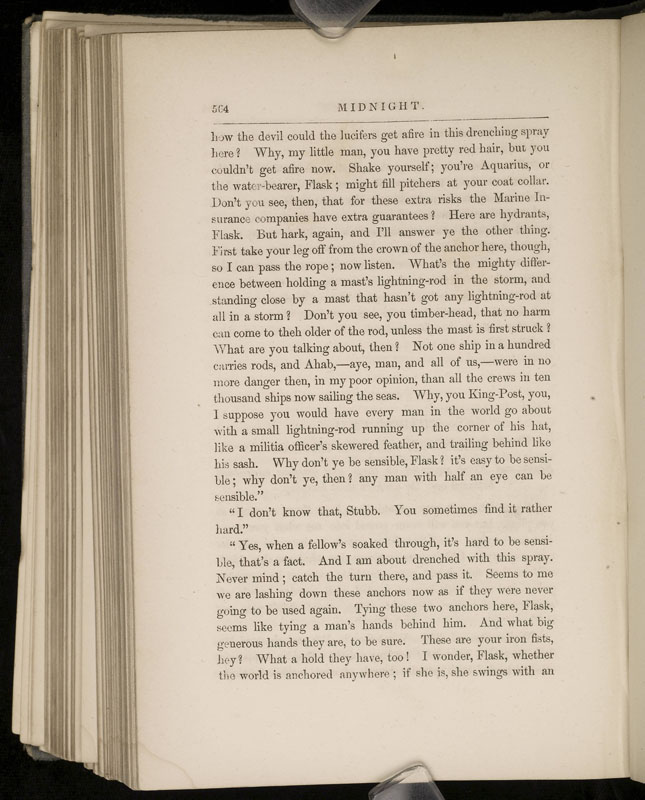 564 MIDNIGHT.
how the devil could the lucifers get afire in this drenching spray
here? Why, my little man, you have pretty red hair, but you
couldn't get afire now. Shake yourself; you're Aquarius, or
the water-bearer, Flask; might fill pitchers at your coat collar.
Don't you see, then, that for these extra risks the Marine In-
surance companies have extra guarantees? Here are hydrants,
Flask. But hark, again, and I'll answer ye the other thing.
First take your leg off from the crown of the anchor here, though,
so I can pass the rope; now listen. What's the mighty differ-
ence between holding a mast's lightning-rod in the storm, and
standing close by a mast that hasn't got any lightning-rod at
all in a storm? Don't you see, you timber-head, that no harm
can come to theh older of the rod, unless the mast is first struck?
What are you talking about, then? Not one ship in a hundred
carries rods, and Ahab,—aye, man, and all of us,—were in no
more danger then, in my poor opinion, than all the crews in ten
thousand ships now sailing the seas. Why, you King-Post, you,
I suppose you would have every man in the world go about
with a small lightning-rod running up the corner of his hat,
like a militia officer's skewered feather, and trailing behind like
his sash. Why don't ye be sensible, Flask? it's easy to be sensi-
ble; why don't ye, then? any man with half an eye can be
sensible."
"I don't know that, Stubb. You sometimes find it rather
hard."
"Yes, when a fellow's soaked through, it's hard to be sensi-
ble, that's a fact. And I am about drenched with this spray.
Never mind; catch the turn there, and pass it. Seems to me
we are lashing down these anchors now as if they were never
going to be used again. Tying these two anchors here, Flask,
seems like tying a man's hands behind him. And what big
generous hands they are, to be sure. These are your iron fists,
hey? What a hold they have, too! I wonder, Flask, whether
the world is anchored anywhere; if she is, she swings with an